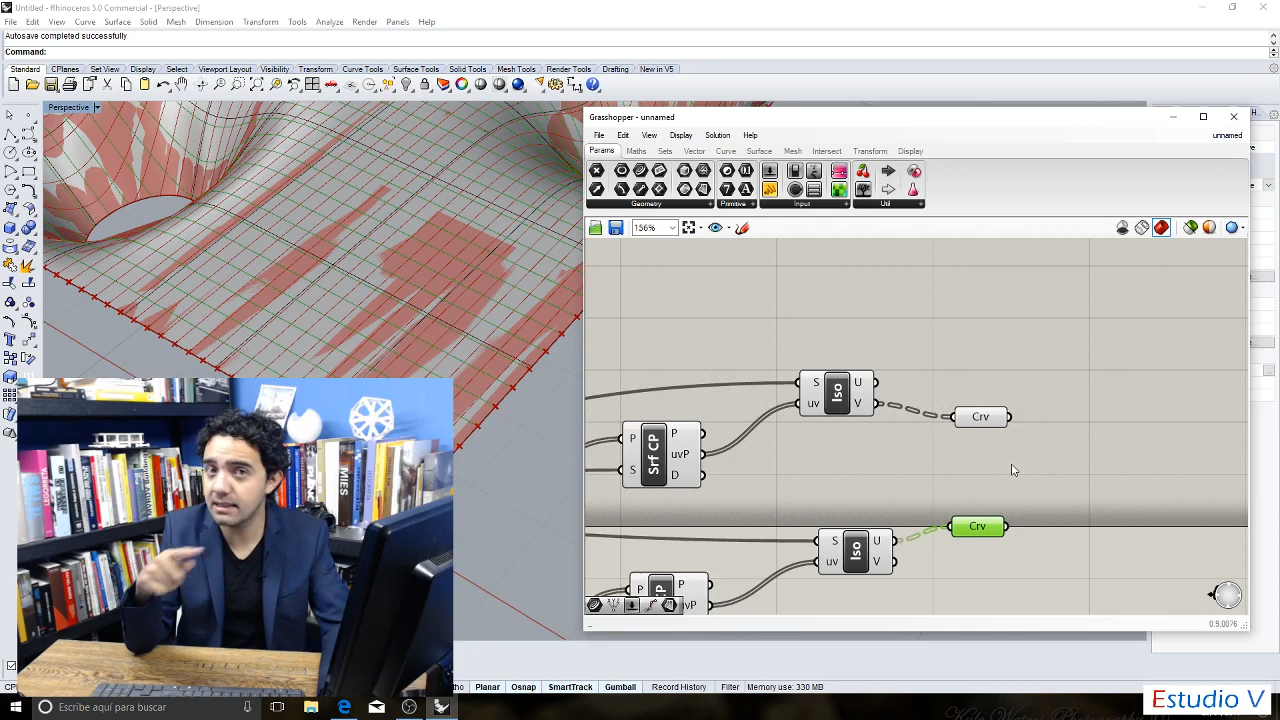 Untitled - Rhinoceros 5.0 Commercial - [Perspective]
File Edit View Curve Surface Solid Mesh Dimension Transform Tools Analyze Render Panels Help
Autosave completed successfully
Command:
Standard CPlanes Set View Display Select Viewport Layout Visibility Transform Curve Tools Surface Tools Solid Tools Mesh Tools Render Tools Drafting New in V5
Perspective
Grasshopper - unnamed
File Edit View Display Solution Help unnamed
Params Maths Sets Vector Curve Surface Mesh Intersect Transform Display
Geometry Primitive Input Util
156%
S U
Iso
uv V
Crv
P P
Srf CP uvP
S D
Crv
S U
Iso
uv V
P P
0.9.0076
MIES
Planar Osnap SmartTrack Gumball Record History Filter Memory use: 330 MB
Escribe aquí para buscar
Estudio V